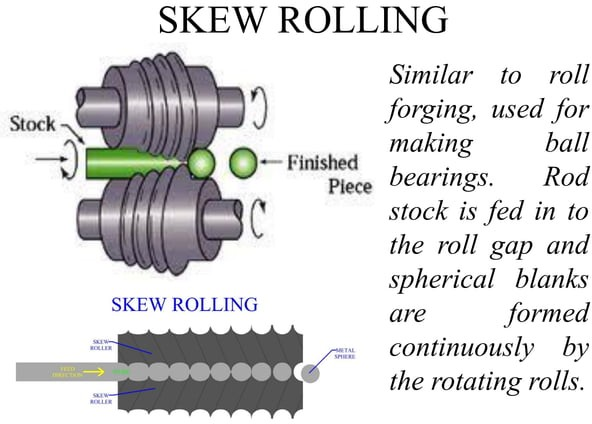 SKEW ROLLING
Stock
Finished
Piece
Similar to roll
forging, used for
making ball
bearings. Rod
stock is fed in to
the roll gap and
spherical blanks
are formed
continuously by
the rotating rolls.
SKEW ROLLING
SKEW
ROLLER
METAL
SPHERE
FEED
DIRECTION
SKEW
ROLLER